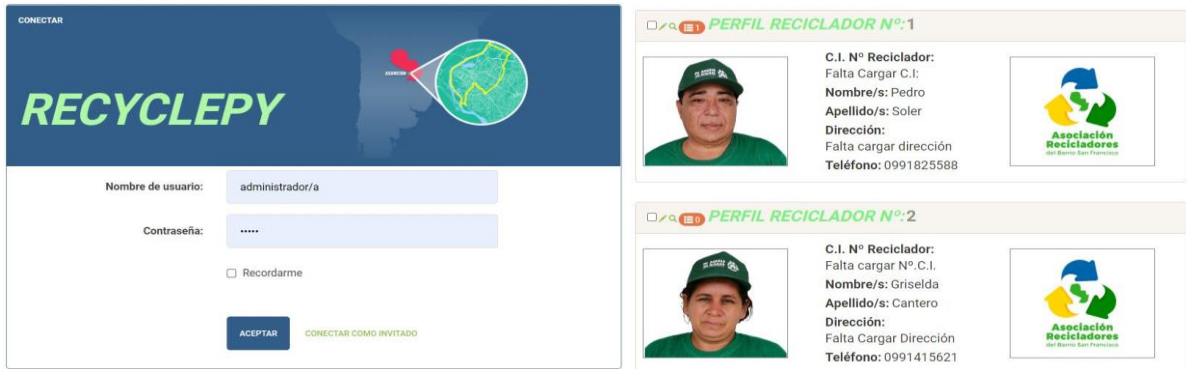 CONECTAR
ASUNCIÓN
RECYCLEPY
Nombre de usuario: administrador/a
Contraseña: •••••
Recordarme
ACEPTAR CONECTAR COMO INVITADO
1 PERFIL RECICLADOR Nº:1
C.I. Nº Reciclador:
Falta Cargar C.I:
Nombre/s: Pedro
Apellido/s: Soler
Dirección:
Falta cargar dirección
Teléfono: 0991825588
Asociación
Recicladores
del Barrio San Francisco
0 PERFIL RECICLADOR Nº:2
C.I. Nº Reciclador:
Falta cargar Nº.C.I.
Nombre/s: Griselda
Apellido/s: Cantero
Dirección:
Falta Cargar Dirección
Teléfono: 0991415621
Asociación
Recicladores
del Barrio San Francisco